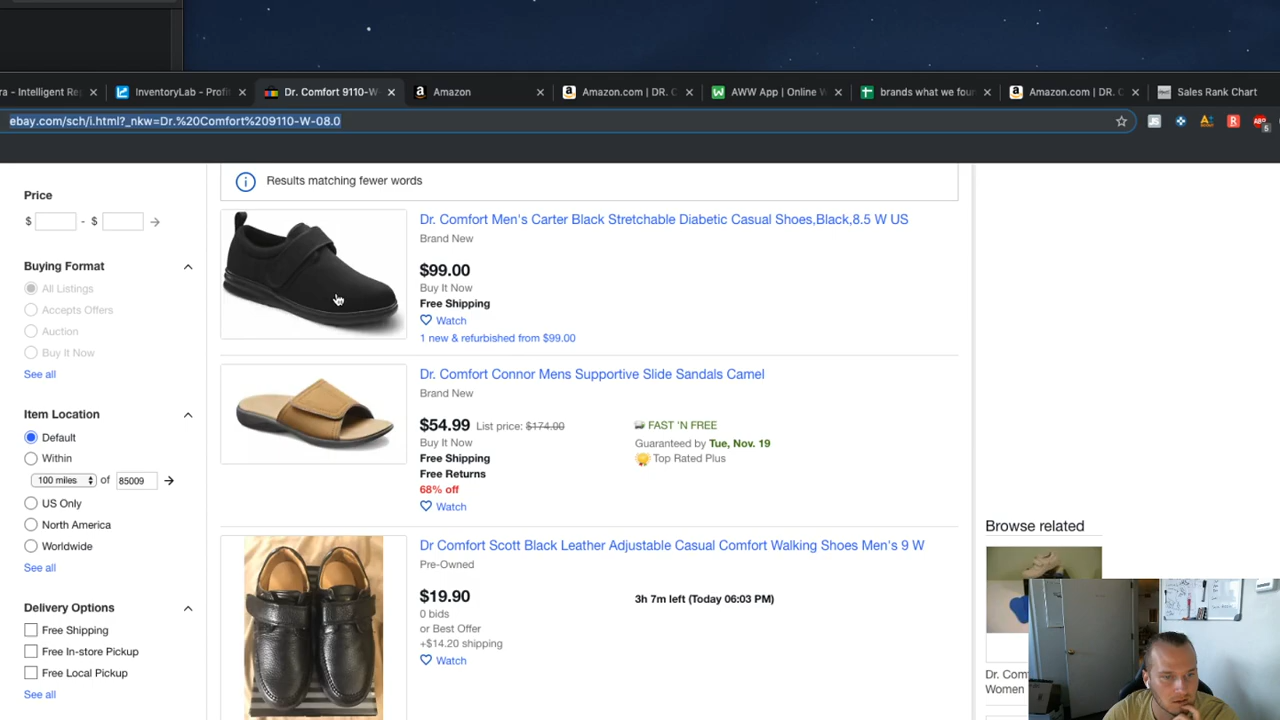 ra - Intelligent Re
InventoryLab - Profi
Dr. Comfort 9110-W
Amazon
Amazon.com | DR. C
AWW App | Online W
brands what we foun
Amazon.com | DR. C
Sales Rank Chart
ebay.com/sch/i.html?_nkw=Dr.%20Comfort%209110-W-08.0
JS
R
ABP
5
Price
$ - $
Buying Format
All Listings
Accepts Offers
Auction
Buy It Now
See all
Item Location
Default
Within
100 miles of 85009
US Only
North America
Worldwide
See all
Delivery Options
Free Shipping
Free In-store Pickup
Free Local Pickup
See all
Results matching fewer words
Dr. Comfort Men's Carter Black Stretchable Diabetic Casual Shoes,Black,8.5 W US
Brand New
$99.00
Buy It Now
Free Shipping
Watch
1 new & refurbished from $99.00
Dr. Comfort Connor Mens Supportive Slide Sandals Camel
Brand New
$54.99 List price: $174.00
Buy It Now
Free Shipping
Free Returns
68% off
Watch
FAST 'N FREE
Guaranteed by Tue, Nov. 19
Top Rated Plus
Dr Comfort Scott Black Leather Adjustable Casual Comfort Walking Shoes Men's 9 W
Pre-Owned
$19.90
0 bids
or Best Offer
+$14.20 shipping
Watch
3h 7m left (Today 06:03 PM)
Browse related
Dr. Com
Women